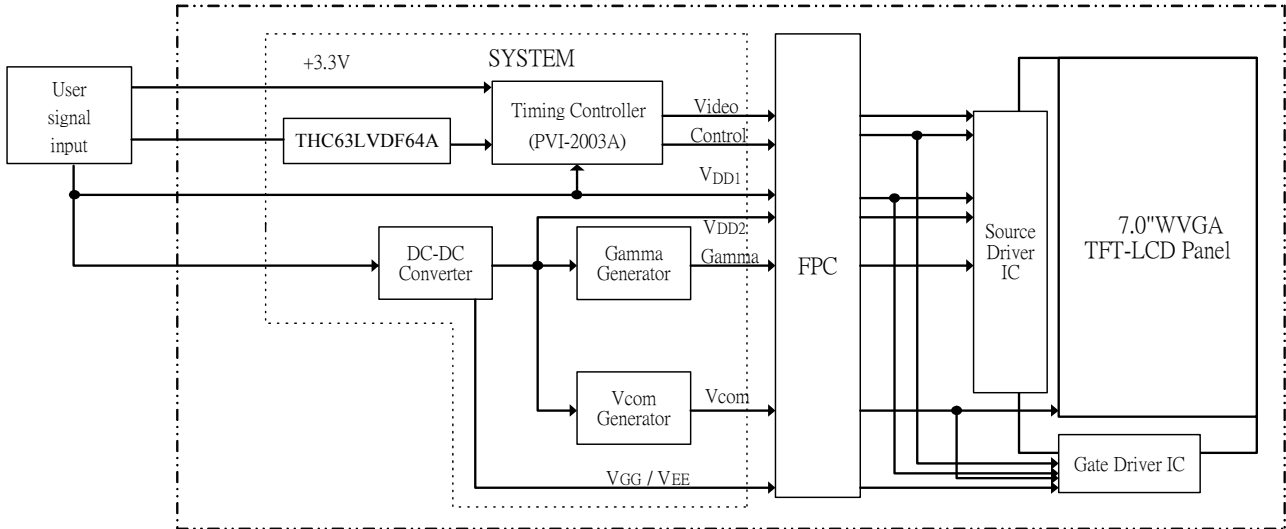 SYSTEM
+3.3V
User
signal
input
THC63LVDF64A
Timing Controller
(PVI-2003A)
Video
Control
VDD1
VDD2
DC-DC
Converter
Gamma
Generator
Gamma
Vcom
Generator
Vcom
VGG / VEE
FPC
Source
Driver
IC
7.0"WVGA
TFT-LCD Panel
Gate Driver IC